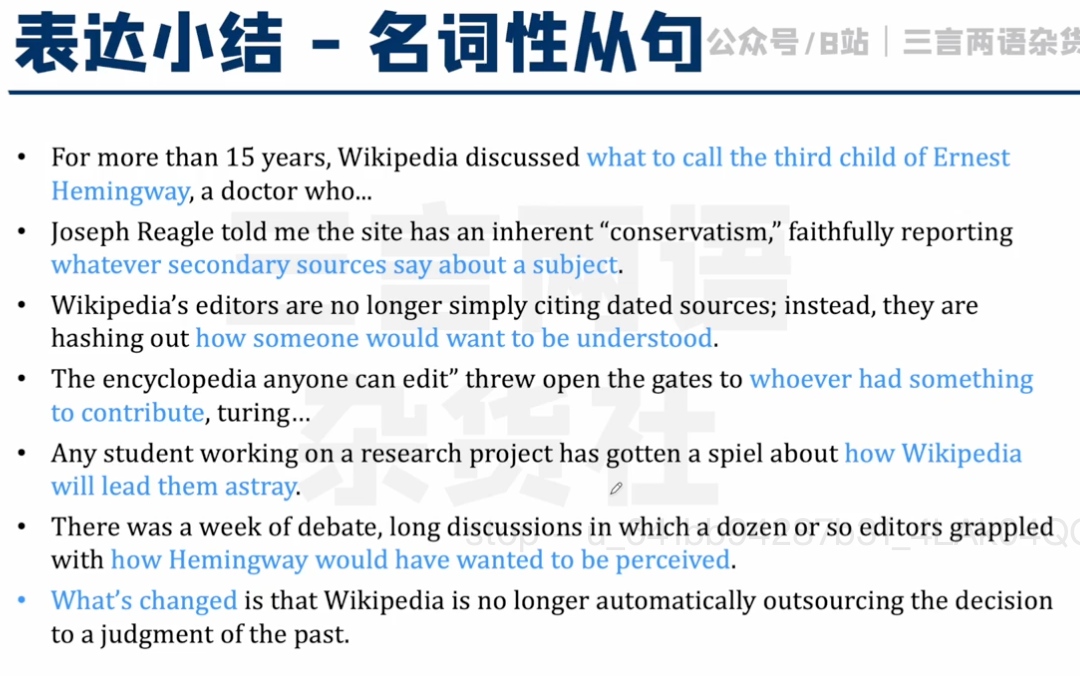 表达小结 - 名词性从句
公众号/B站｜三言两语杂货
• For more than 15 years, Wikipedia discussed what to call the third child of Ernest
Hemingway, a doctor who...
• Joseph Reagle told me the site has an inherent “conservatism,” faithfully reporting
whatever secondary sources say about a subject.
• Wikipedia’s editors are no longer simply citing dated sources; instead, they are
hashing out how someone would want to be understood.
• The encyclopedia anyone can edit” threw open the gates to whoever had something
to contribute, turing…
• Any student working on a research project has gotten a spiel about how Wikipedia
will lead them astray.
• There was a week of debate, long discussions in which a dozen or so editors grappled
with how Hemingway would have wanted to be perceived.
• What’s changed is that Wikipedia is no longer automatically outsourcing the decision
to a judgment of the past.
三言两语
杂货社